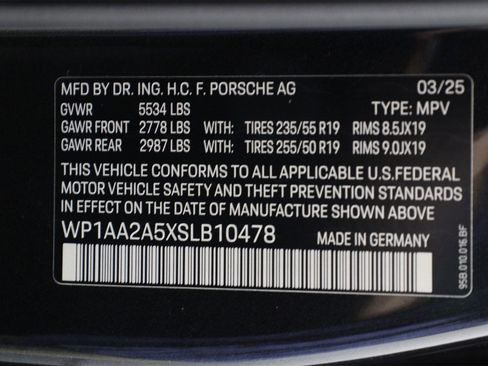 MFD BY DR. ING. H.C. F. PORSCHE AG 03/25
GVWR 5534 LBS TYPE: MPV
GAWR FRONT 2778 LBS WITH: TIRES 235/55 R19 RIMS 8.5JX19
GAWR REAR 2987 LBS WITH: TIRES 255/50 R19 RIMS 9.0JX19
THIS VEHICLE CONFORMS TO ALL APPLICABLE U.S.FEDERAL
MOTOR VEHICLE SAFETY AND THEFT PREVENTION STANDARDS
IN EFFECT ON THE DATE OF MANUFACTURE SHOWN ABOVE
WP1AA2A5XSLB10478 MADE IN GERMANY
95B.010.016.BF